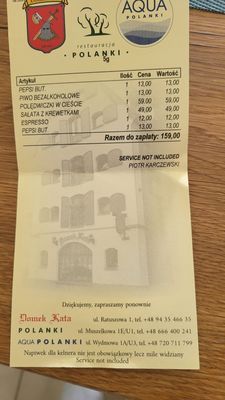 AQUA
POLANKI
restauracja
POLANKI
5g
Artykuł Ilość Cena Wartość
PEPSI BUT. 1 13,00 13,00
PIWO BEZALKOHOLOWE 1 13,00 13,00
POLĘDWICZKI W CIEŚCIE 1 59,00 59,00
SAŁATA Z KREWETKAMI 1 49,00 49,00
ESPRESSO 1 12,00 12,00
PEPSI BUT. 1 13,00 13,00
Razem do zapłaty: 159,00
SERVICE NOT INCLUDED
PIOTR KARCZEWSKI
Dziękujemy, zapraszamy ponownie
Domek Kata ul. Ratuszowa 1, tel.+48 94 35 466 35
POLANKI ul. Muszelkowa 1E/U1, tel.+48 666 400 241
AQUA POLANKI ul. Wydmowa 1A/U3, tel.+48 720 711 799
Napiwek dla kelnera nie jest obowiązkowy lecz mile widziany
Service not included